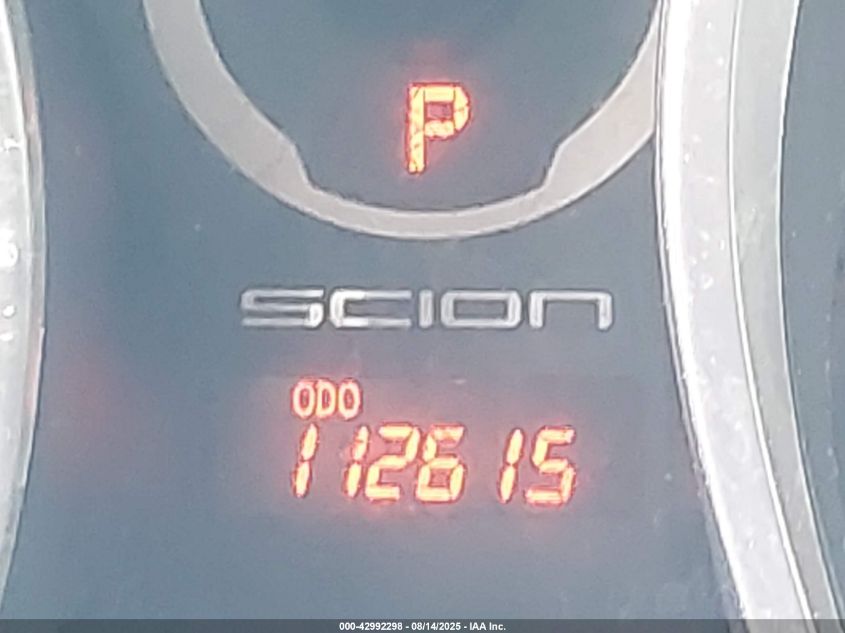 P
SCION
ODO
112615
000-42992298 - 08/14/2025 - IAA Inc.